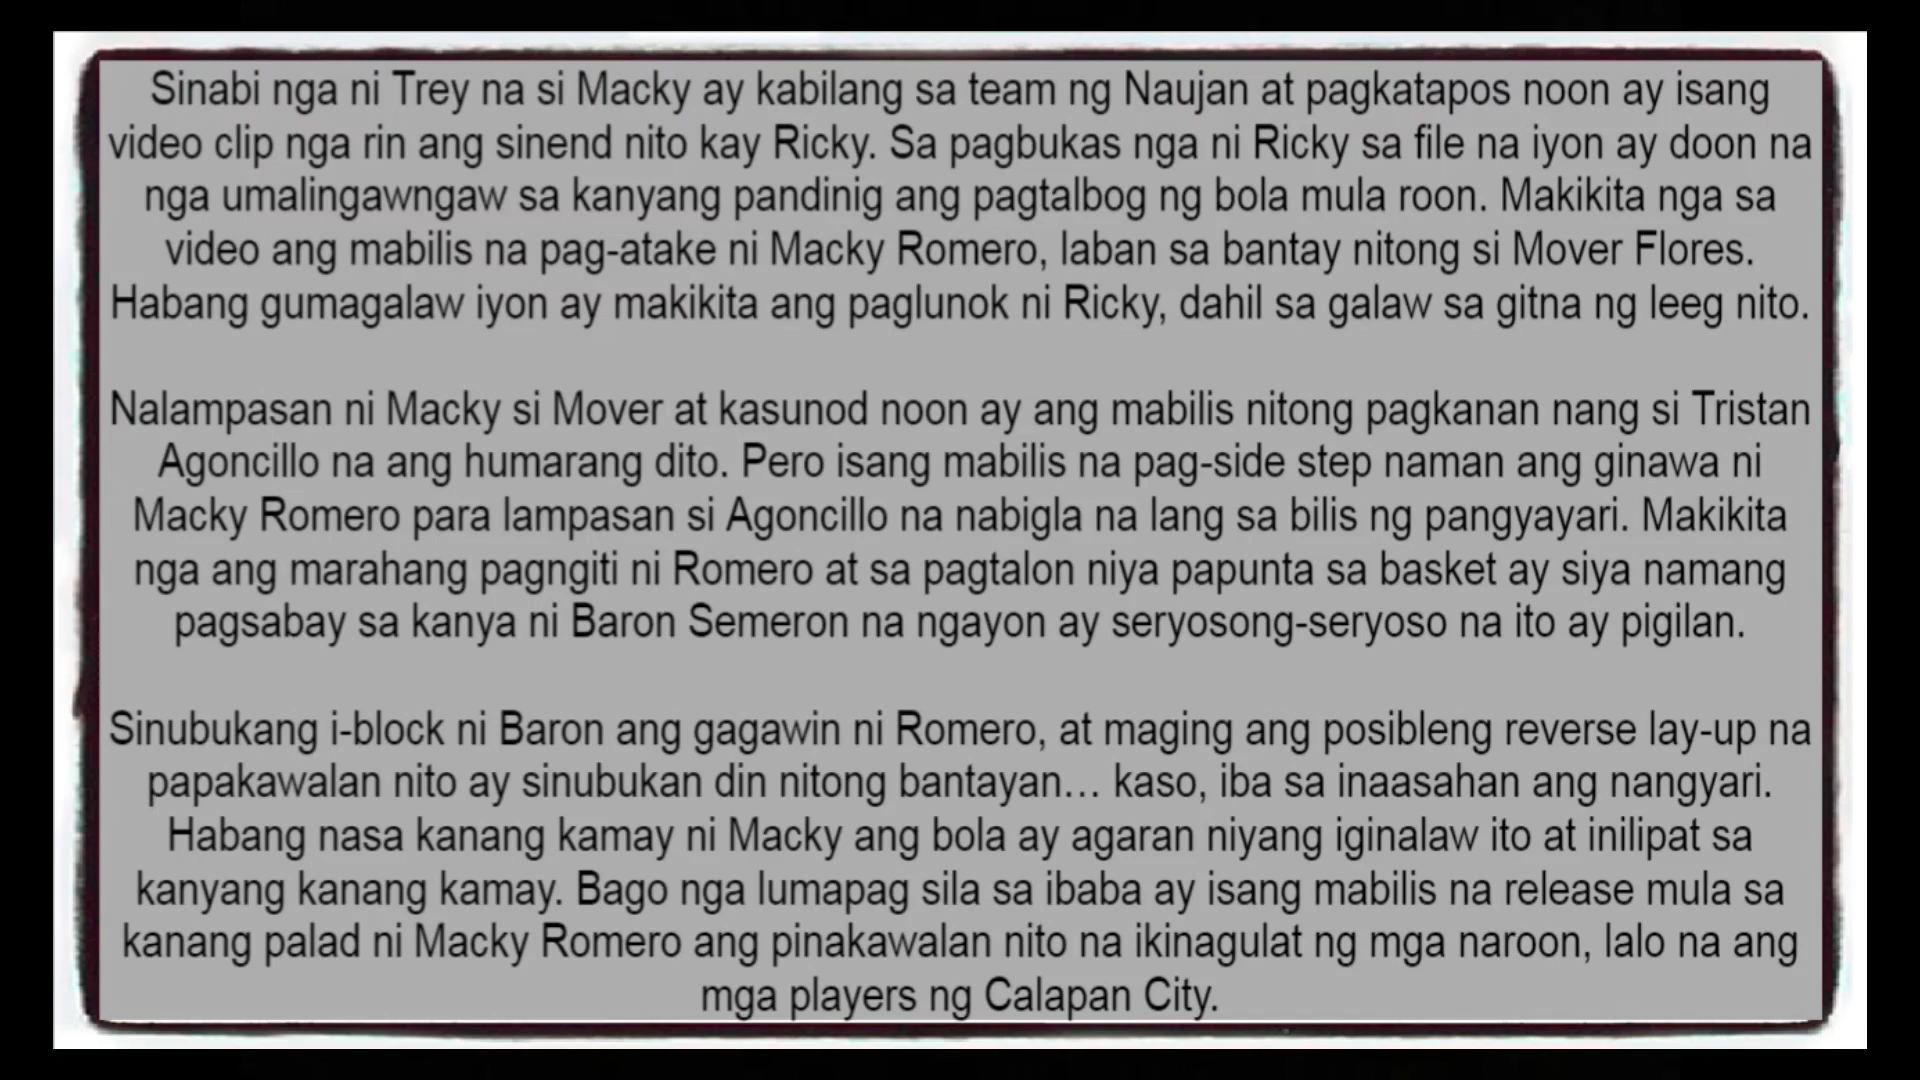 Sinabi nga ni Trey na si Macky ay kabilang sa team ng Naujan at pagkatapos noon ay isang
video clip nga rin ang sinend nito kay Ricky. Sa pagbukas nga ni Ricky sa file na iyon ay doon na
nga umalingawngaw sa kanyang pandinig ang pagtalbog ng bola mula roon. Makikita nga sa
video ang mabilis na pag-atake ni Macky Romero, laban sa bantay nitong si Mover Flores.
Habang gumagalaw iyon ay makikita ang paglunok ni Ricky, dahil sa galaw sa gitna ng leeg nito.
Nalampasan ni Macky si Mover at kasunod noon ay ang mabilis nitong pagkanan nang si Tristan
Agoncillo na ang humarang dito. Pero isang mabilis na pag-side step naman ang ginawa ni
Macky Romero para lampasan si Agoncillo na nabigla na lang sa bilis ng pangyayari. Makikita
nga ang marahang pagngiti ni Romero at sa pagtalon niya papunta sa basket ay siya namang
pagsabay sa kanya ni Baron Semeron na ngayon ay seryosong-seryoso na ito ay pigilan.
Sinubukang i-block ni Baron ang gagawin ni Romero, at maging ang posibleng reverse lay-up na
papakawalan nito ay sinubukan din nitong bantayan… kaso, iba sa inaasahan ang nangyari.
Habang nasa kanang kamay ni Macky ang bola ay agaran niyang iginalaw ito at inilipat sa
kanyang kanang kamay. Bago nga lumapag sila sa ibaba ay isang mabilis na release mula sa
kanang palad ni Macky Romero ang pinakawalan nito na ikinagulat ng mga naroon, lalo na ang
mga players ng Calapan City.